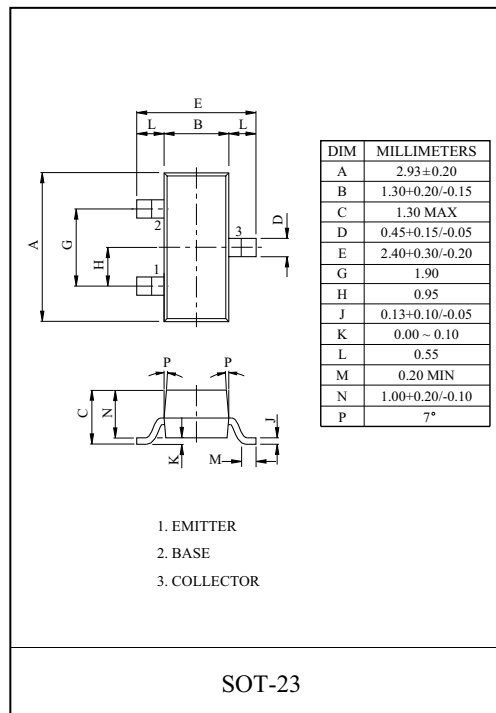 E
L B L
A
G
H
2
1
3
D
DIM MILLIMETERS
A 2.93±0.20
B 1.30+0.20/-0.15
C 1.30 MAX
D 0.45+0.15/-0.05
E 2.40+0.30/-0.20
G 1.90
H 0.95
J 0.13+0.10/-0.05
K 0.00 ~ 0.10
L 0.55
M 0.20 MIN
N 1.00+0.20/-0.10
P 7°
P P
C
N
K
M
J
1. EMITTER
2. BASE
3. COLLECTOR
SOT-23